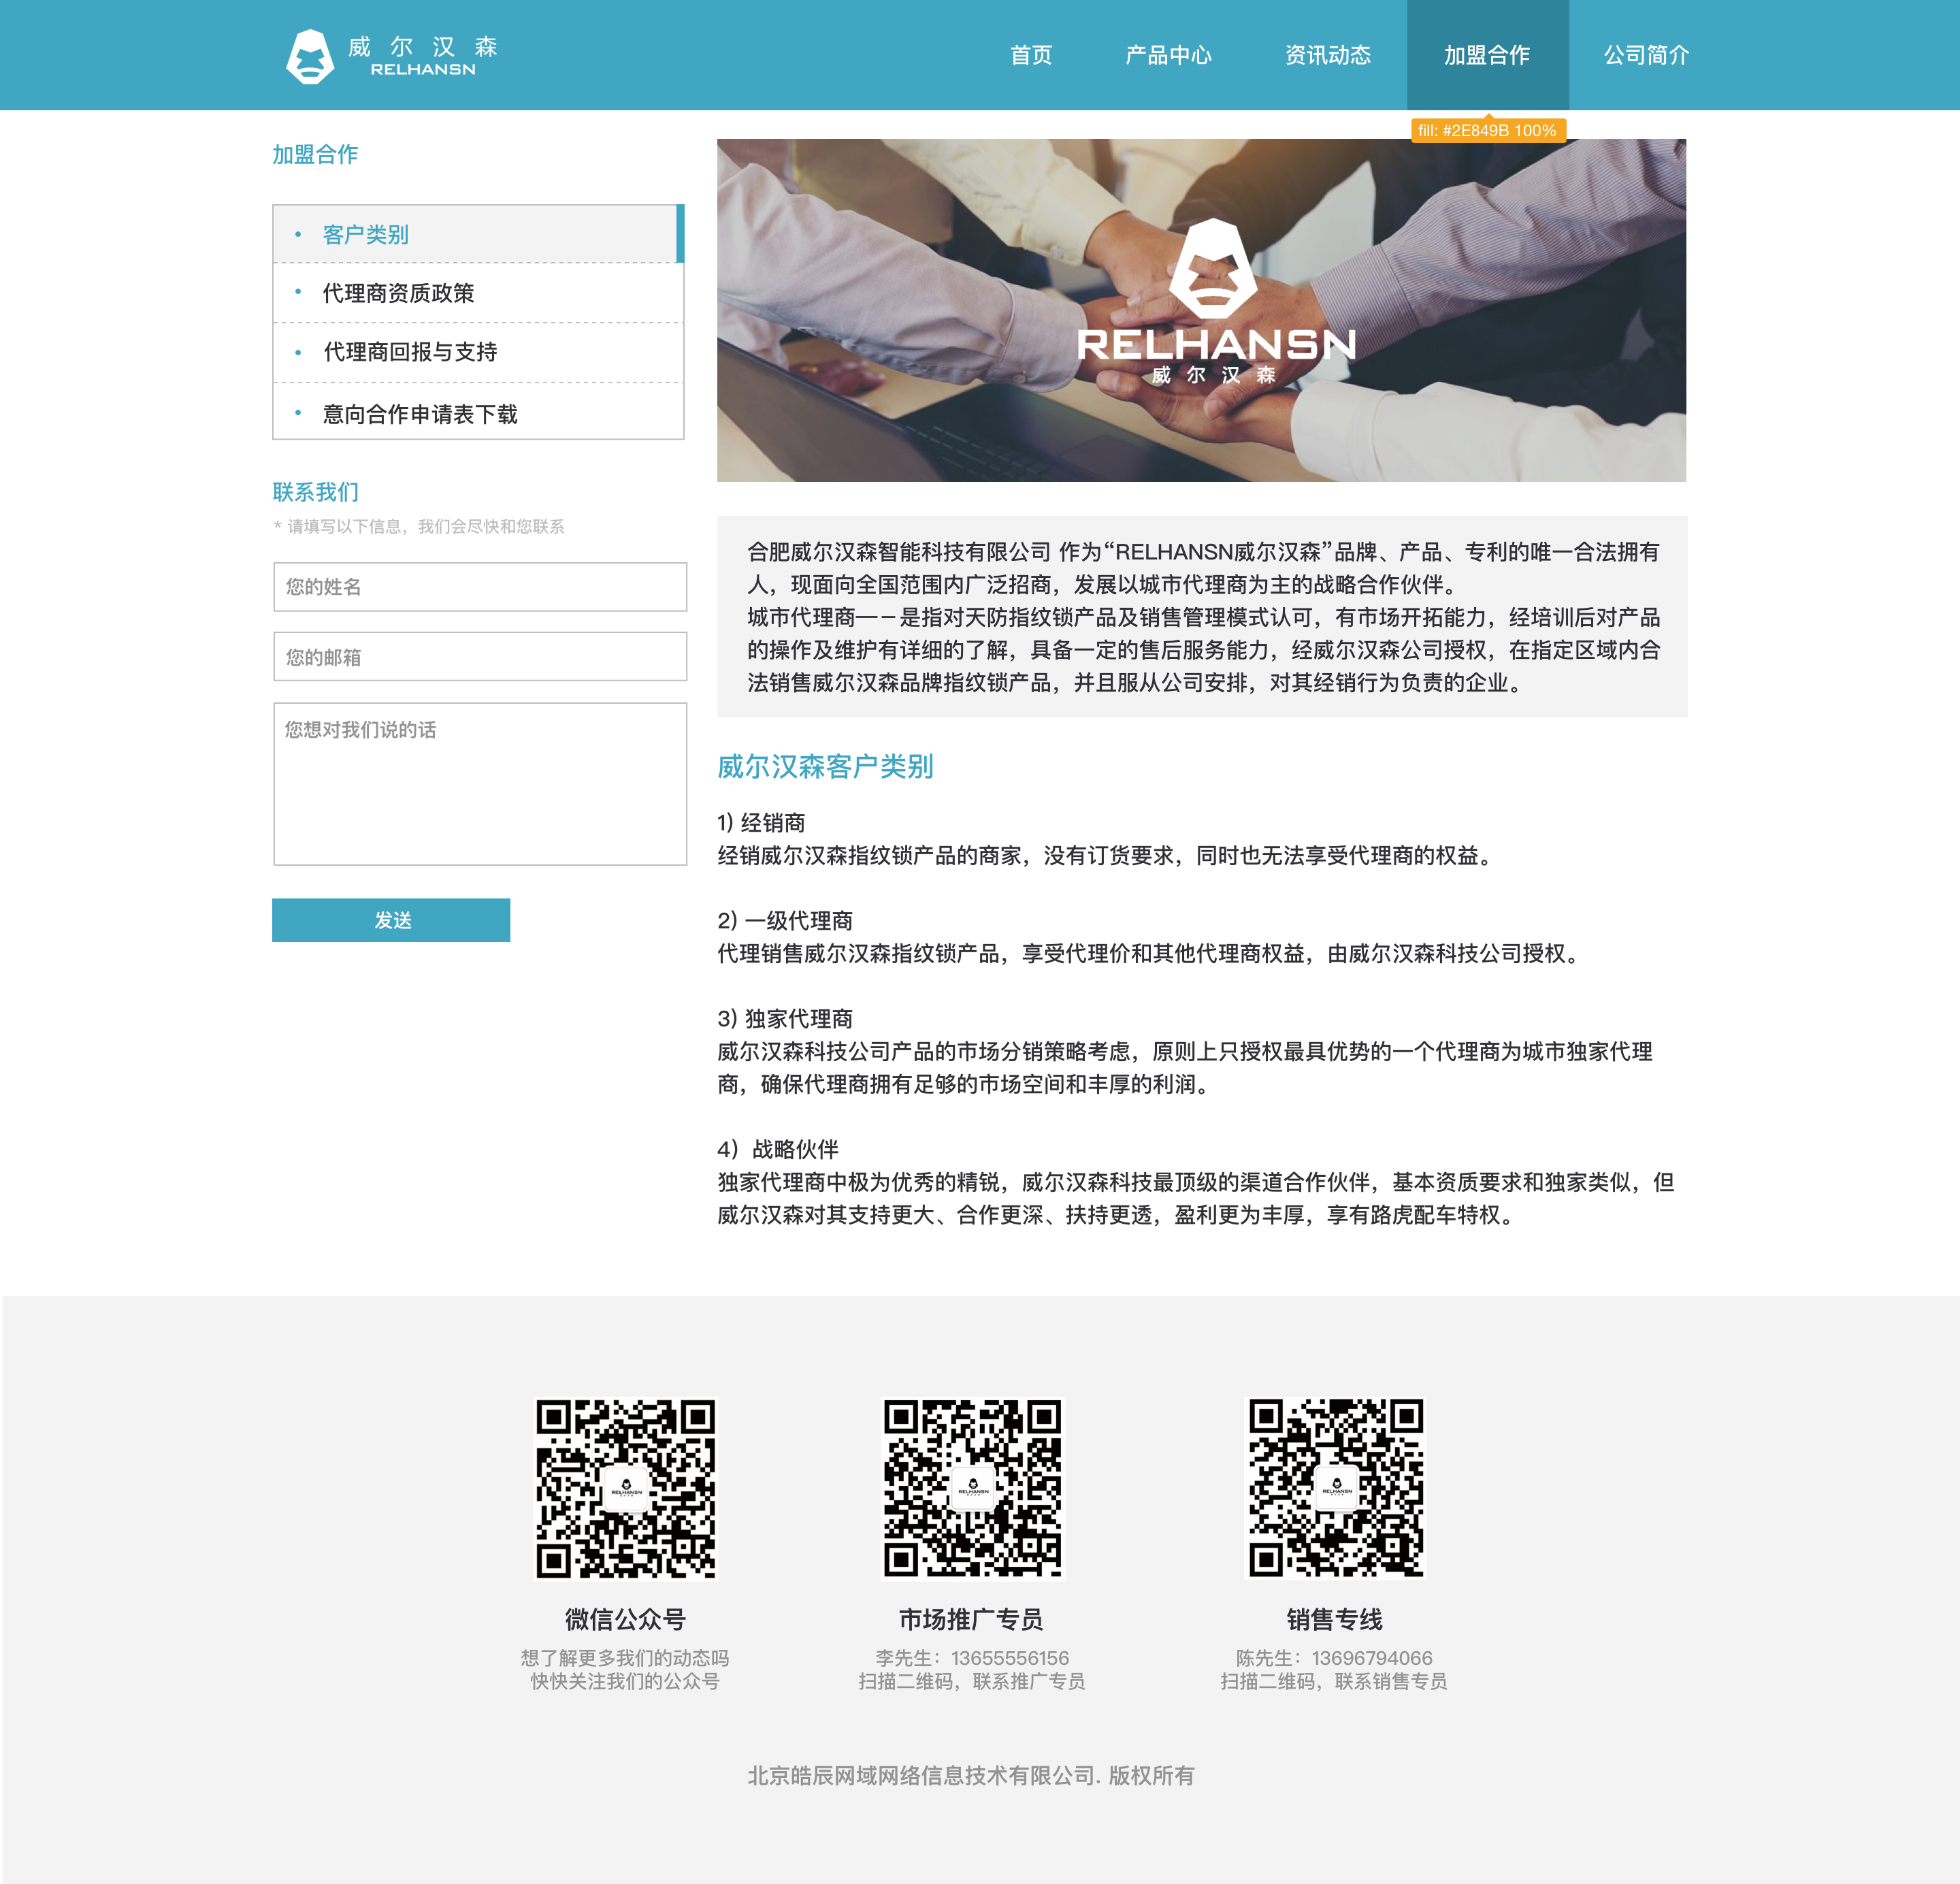 威 尔 汉 森
RELHANSN
首页
产品中心
资讯动态
加盟合作
公司简介
fill: #2E849B 100%
加盟合作
• 客户类别
• 代理商资质政策
• 代理商回报与支持
• 意向合作申请表下载
联系我们
* 请填写以下信息，我们会尽快和您联系
您的姓名
您的邮箱
您想对我们说的话
发送
RELHANSN
威 尔 汉 森
合肥威尔汉森智能科技有限公司 作为“RELHANSN威尔汉森”品牌、产品、专利的唯一合法拥有
人，现面向全国范围内广泛招商，发展以城市代理商为主的战略合作伙伴。
城市代理商—－是指对天防指纹锁产品及销售管理模式认可，有市场开拓能力，经培训后对产品
的操作及维护有详细的了解，具备一定的售后服务能力，经威尔汉森公司授权，在指定区域内合
法销售威尔汉森品牌指纹锁产品，并且服从公司安排，对其经销行为负责的企业。
威尔汉森客户类别
1) 经销商
经销威尔汉森指纹锁产品的商家，没有订货要求，同时也无法享受代理商的权益。
2) 一级代理商
代理销售威尔汉森指纹锁产品，享受代理价和其他代理商权益，由威尔汉森科技公司授权。
3) 独家代理商
威尔汉森科技公司产品的市场分销策略考虑，原则上只授权最具优势的一个代理商为城市独家代理
商，确保代理商拥有足够的市场空间和丰厚的利润。
4）战略伙伴
独家代理商中极为优秀的精锐，威尔汉森科技最顶级的渠道合作伙伴，基本资质要求和独家类似，但
威尔汉森对其支持更大、合作更深、扶持更透，盈利更为丰厚，享有路虎配车特权。
RELHANSN
RELHANSN
RELHANSN
微信公众号
想了解更多我们的动态吗
快快关注我们的公众号
市场推广专员
李先生：13655556156
扫描二维码，联系推广专员
销售专线
陈先生：13696794066
扫描二维码，联系销售专员
北京皓辰网域网络信息技术有限公司. 版权所有